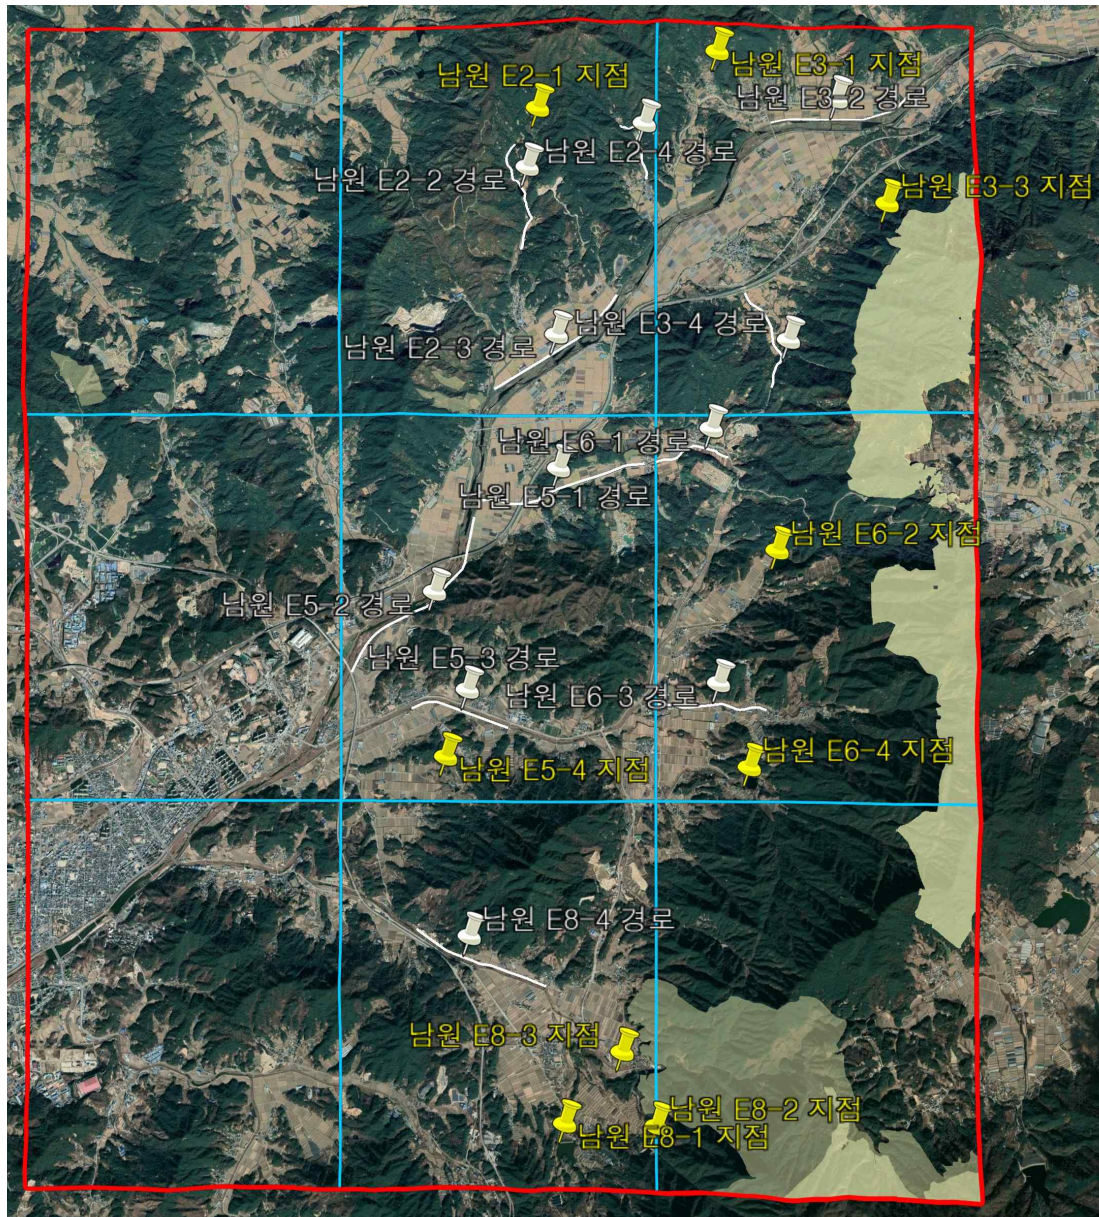 남원 E3-1 지점
남원 E2-1 지점
남원 E3-2 경로
남원 E2-4 경로
남원 E2-2 경로
남원 E3-3 지점
남원 E3-4 경로
남원 E2-3 경로
남원 E6-1 경로
남원 E5-1 경로
남원 E6-2 지점
남원 E5-2 경로
남원 E5-3 경로
남원 E6-3 경로
남원 E6-4 지점
남원 E5-4 지점
남원 E8-4 경로
남원 E8-3 지점
남원 E8-2 지점
남원 E8-1 지점